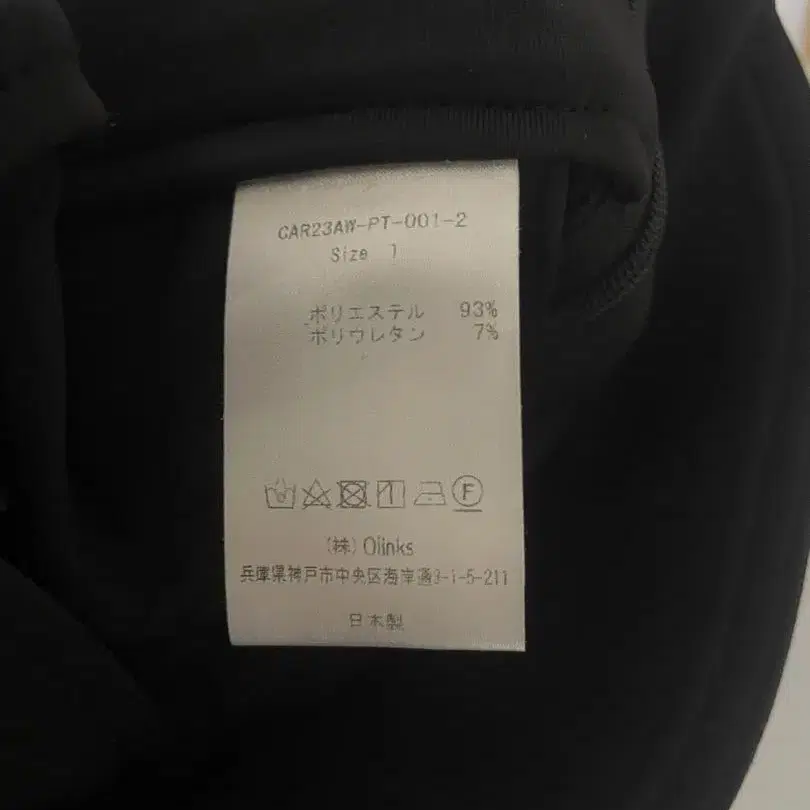 CAR23AW-PT-001-2
Size 1
ポリエステル 93%
ポリウレタン 7%
F
(株) Olinks
兵庫県神戸市中央区海岸通3-1-5-211
日本製